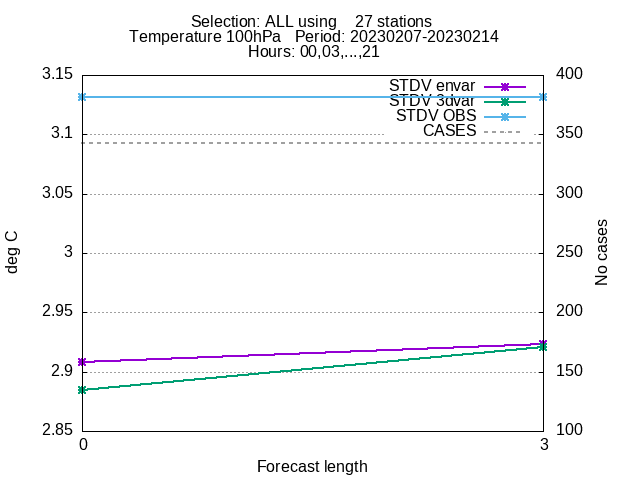 Selection: ALL using    27 stations
Temperature 100hPa   Period: 20230207-20230214
Hours: 00,03,...,21
3.15
3.1
3.05
3
2.95
2.9
2.85
400
350
300
250
200
150
100
STDV envar
STDV 3dvar
STDV OBS
CASES
deg C
No cases
0
3
Forecast length